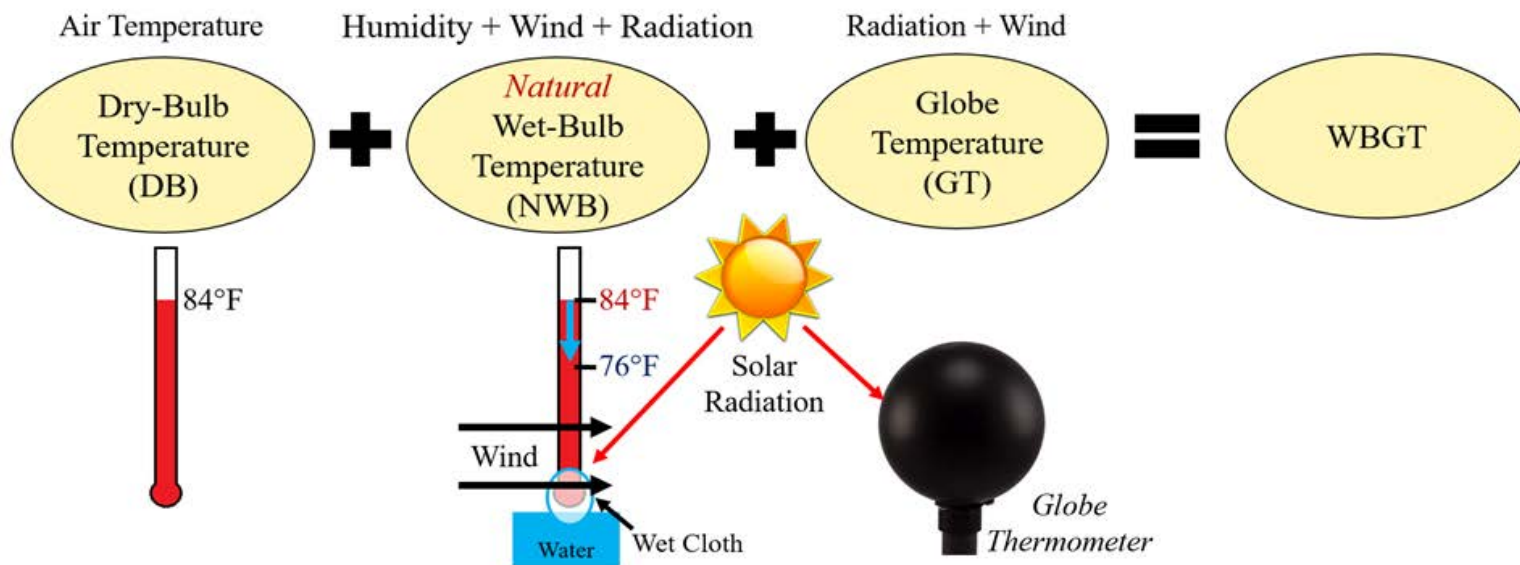 Air Temperature
Humidity + Wind + Radiation
Radiation + Wind
Dry-Bulb
Temperature
(DB)
Natural
Wet-Bulb
Temperature
(NWB)
Globe
Temperature
(GT)
WBGT
84°F
84°F
76°F
Wind
Water
Wet Cloth
Solar
Radiation
Globe
Thermometer